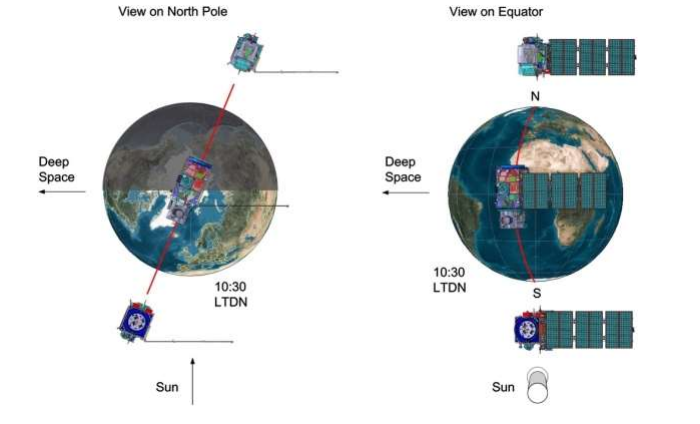 View on North Pole
View on Equator
N
Deep
Space
Deep
Space
10:30
LTDN
10:30
LTDN
S
Sun
Sun